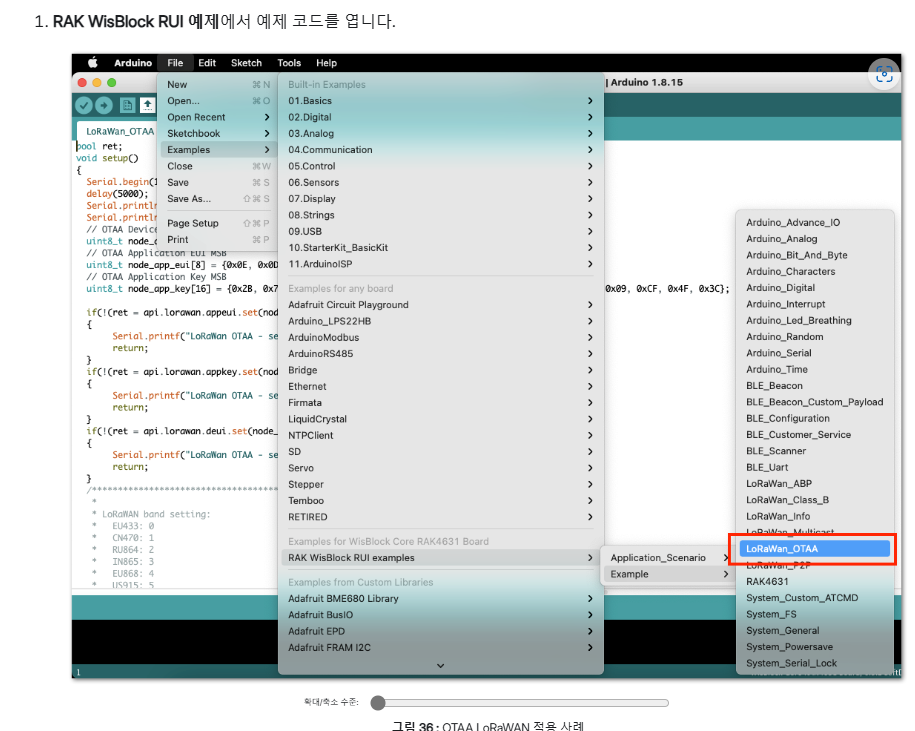 1. RAK WisBlock RUI 예제에서 예제 코드를 엽니다.
Arduino File Edit Sketch Tools Help
| Arduino 1.8.15
New ⌘ N
Open... ⌘ O
Open Recent
Sketchbook
Examples
Close ⌘ W
Save ⌘ S
Save As... ⇧ ⌘ S
Page Setup ⇧ ⌘ P
Print ⌘ P
LoRaWan_OTAA
bool ret;
void setup()
{
Serial.begin(1
delay(5000);
Serial.println
Serial.println
// OTAA Device
uint8_t node_d
// OTAA Application EUI MSB
uint8_t node_app_eui[8] = {0x0E, 0x0D
// OTAA Application Key MSB
uint8_t node_app_key[16] = {0x2B, 0x7
0x09, 0xCF, 0x4F, 0x3C};
if(!(ret = api.lorawan.appeui.set(nod
{
Serial.printf("LoRaWan OTAA - se
return;
}
if(!(ret = api.lorawan.appkey.set(nod
{
Serial.printf("LoRaWan OTAA - se
return;
}
if(!(ret = api.lorawan.deui.set(node_
{
Serial.printf("LoRaWan OTAA - se
return;
}
/************************************
*
* LoRaWAN band setting:
* EU433: 0
* CN470: 1
* RU864: 2
* IN865: 3
* EU868: 4
* US915: 5
1
Built-in Examples
01.Basics
02.Digital
03.Analog
04.Communication
05.Control
06.Sensors
07.Display
08.Strings
09.USB
10.StarterKit_BasicKit
11.ArduinoISP
Examples for any board
Adafruit Circuit Playground
Arduino_LPS22HB
ArduinoModbus
ArduinoRS485
Bridge
Ethernet
Firmata
LiquidCrystal
NTPClient
SD
Servo
Stepper
Temboo
RETIRED
Examples for WisBlock Core RAK4631 Board
RAK WisBlock RUI examples
Examples from Custom Libraries
Adafruit BME680 Library
Adafruit BusIO
Adafruit EPD
Adafruit FRAM I2C
Application_Scenario
Example
Arduino_Advance_IO
Arduino_Analog
Arduino_Bit_And_Byte
Arduino_Characters
Arduino_Digital
Arduino_Interrupt
Arduino_Led_Breathing
Arduino_Random
Arduino_Serial
Arduino_Time
BLE_Beacon
BLE_Beacon_Custom_Payload
BLE_Configuration
BLE_Customer_Service
BLE_Scanner
BLE_Uart
LoRaWan_ABP
LoRaWan_Class_B
LoRaWan_Info
LoRaWan_Multicast
LoRaWan_OTAA
LoRaWan_P2P
RAK4631
System_Custom_ATCMD
System_FS
System_General
System_Powersave
System_Serial_Lock
확대/축소 수준:
그림 36 : OTAA LoRaWAN 적용 사례